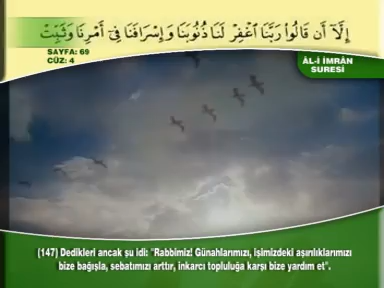 إِلَّآ أَن قَالُوا۟ رَبَّنَا ٱغْفِرْ لَنَا ذُنُوبَنَا وَإِسْرَافَنَا فِىٓ أَمْرِنَا وَثَبِّتْ
SAYFA: 69
CÜZ: 4
ÂL-İ İMRÂN
SURESİ
(147) Dedikleri ancak şu idi: "Rabbimiz! Günahlarımızı, işimizdeki aşırılıklarımızı
bize bağışla, sebatımızı arttır, inkarcı topluluğa karşı bize yardım et".